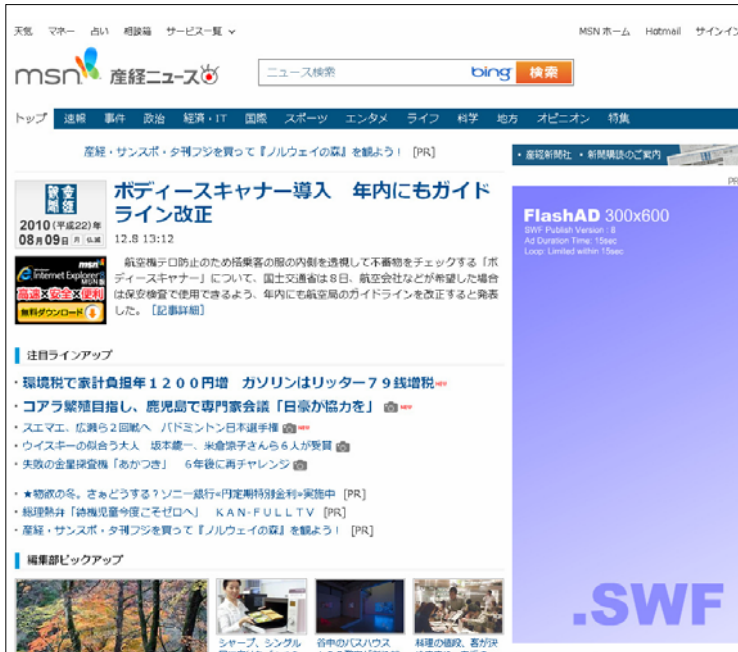 天気 マネー 占い 相談箱 サービス一覧
MSN ホーム Hotmail サインイン
msn 産経ニュース
ニュース検索 bing 検索
トップ 速報 事件 政治 経済・IT 国際 スポーツ エンタメ ライフ 科学 地方 オピニオン 特集
産経・サンスポ・夕刊フジを買って『ノルウェイの森』を観よう! [PR]
・産経新聞社 ・新聞購読のご案内
PR
2010(平成22)年
08月09日 月 仏滅
ボディースキャナー導入 年内にもガイド
ライン改正
12.8 13:12
航空機テロ防止のため搭乗客の服の内側を透視して不審物をチェックする「ボ
ディースキャナー」について、国土交通省は8日、航空会社などが希望した場合
は保安検査で使用できるよう、年内にも航空局のガイドラインを改正すると発表
した。 [記事詳細]
msn
Internet Explorer
MSN版
高速×安全×便利
無料ダウンロード
FlashAD 300x600
SWF Publish Version : 8
Ad Duration Time: 15sec
Loop: Limited within 15sec
注目ラインアップ
・環境税で家計負担年1200円増 ガソリンはリッター79銭増税 NEW
・コアラ繁殖目指し、鹿児島で専門家会議「日豪が協力を」 NEW
・スエマエ、広瀬ら2回戦へ バドミントン日本選手権 NEW
・ウイスキーの似合う大人 坂本龍一、米倉涼子さんら6人が受賞
・失敗の金星探査機「あかつき」 6年後に再チャレンジ
・★物欲の冬。さぁどうする?ソニー銀行=円定期特別金利=実施中 [PR]
・総理熱弁「待機児童今度こそゼロへ」 KAN-FULLTV [PR]
・産経・サンスポ・夕刊フジを買って『ノルウェイの森』を観よう! [PR]
編集部ピックアップ
シャープ、シングル
谷中のバスハウス
料理の値段、客が決
.SWF